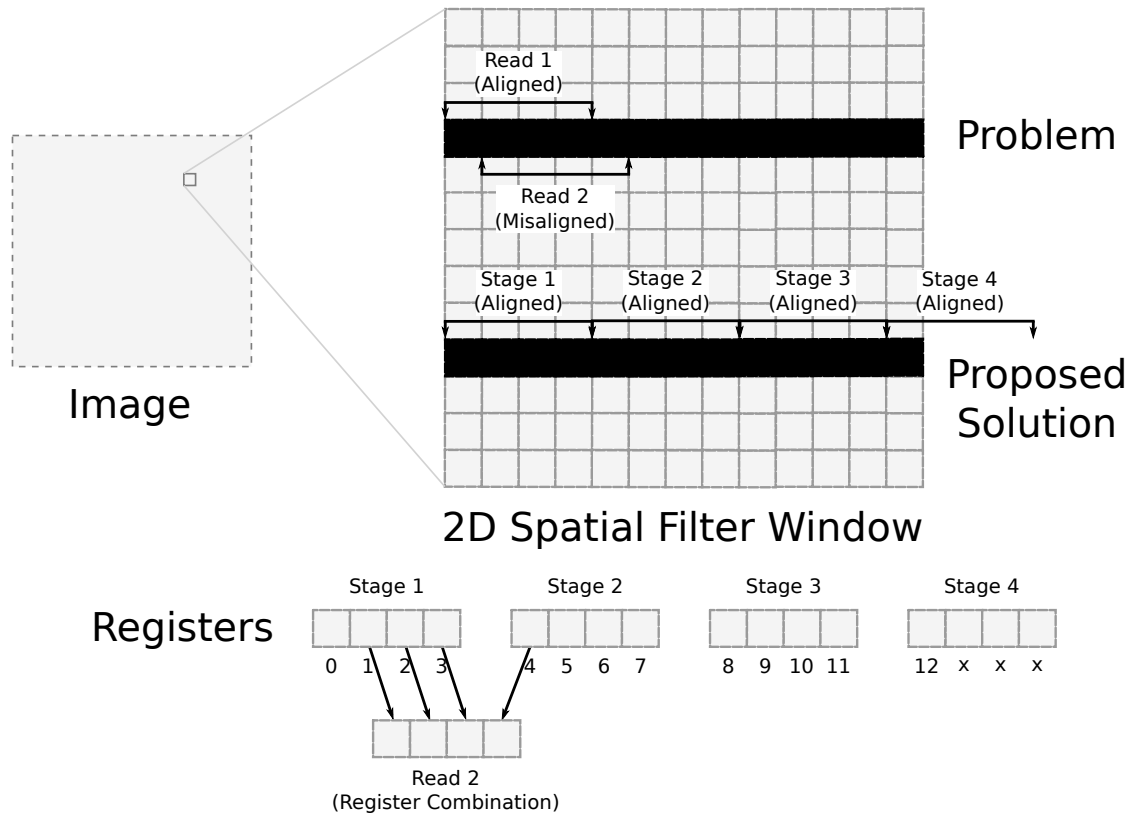 Read 1
(Aligned)
Problem
Read 2
(Misaligned)
Stage 1
(Aligned)
Stage 2
(Aligned)
Stage 3
(Aligned)
Stage 4
(Aligned)
Proposed
Solution
Image
2D Spatial Filter Window
Stage 1 Stage 2 Stage 3 Stage 4
Registers
0 1 2 3 4 5 6 7 8 9 10 11 12 x x x
Read 2
(Register Combination)